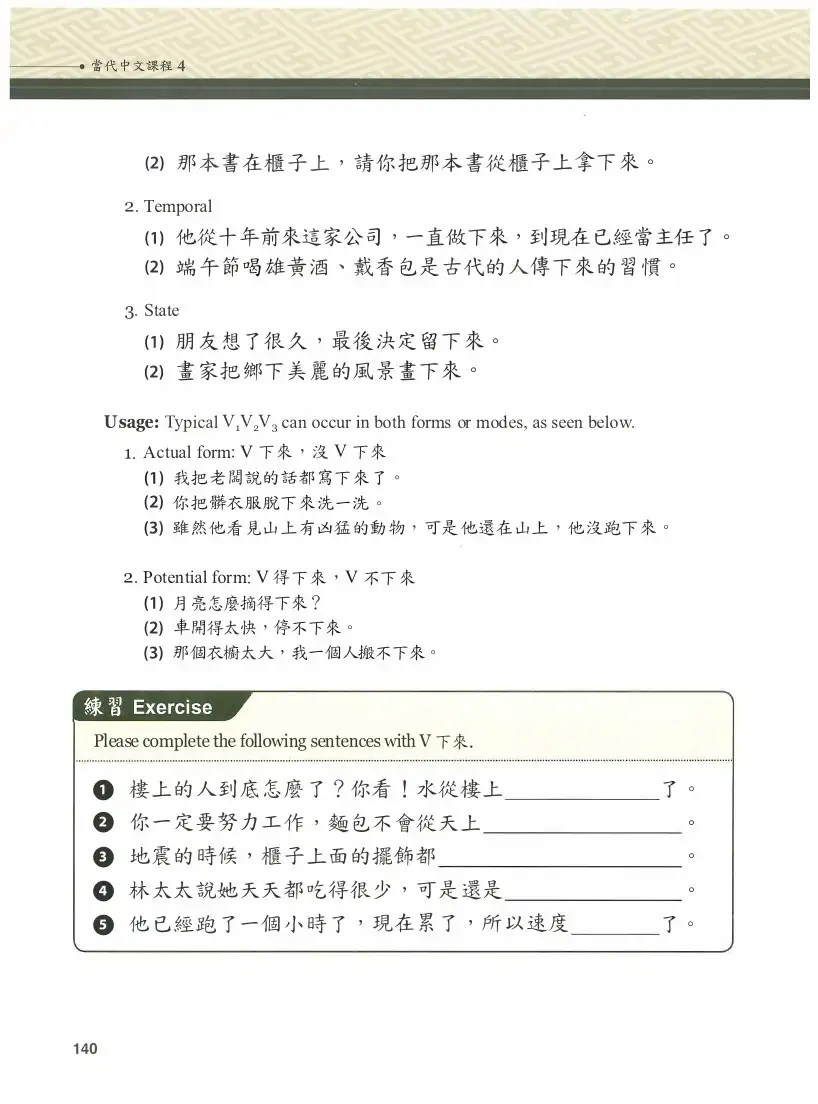 當代中文課程 4
(2) 那本書在櫃子上，請你把那本書從櫃子上拿下來。
2. Temporal
(1) 他從十年前來這家公司，一直做下來，到現在已經當主任了。
(2) 端午節喝雄黃酒、戴香包是古代的人傳下來的習慣。
3. State
(1) 朋友想了很久，最後決定留下來。
(2) 畫家把鄉下美麗的風景畫下來。
Usage: Typical V₁V₂V₃ can occur in both forms or modes, as seen below.
1. Actual form: V 下來，沒 V 下來
(1) 我把老闆說的話都寫下來了。
(2) 你把髒衣服脫下來洗一洗。
(3) 雖然他看見山上有凶猛的動物，可是他還在山上，他沒跑下來。
2. Potential form: V 得下來，V 不下來
(1) 月亮怎麼摘得下來？
(2) 車開得太快，停不下來。
(3) 那個衣櫥太大，我一個人搬不下來。
練習 Exercise
Please complete the following sentences with V 下來.
1 樓上的人到底怎麼了？你看！水從樓上＿＿＿＿＿＿了。
2 你一定要努力工作，麵包不會從天上＿＿＿＿＿＿＿＿。
3 地震的時候，櫃子上面的擺飾都＿＿＿＿＿＿＿＿＿＿。
4 林太太說她天天都吃得很少，可是還是＿＿＿＿＿＿＿。
5 他已經跑了一個小時了，現在累了，所以速度＿＿＿＿了。
140